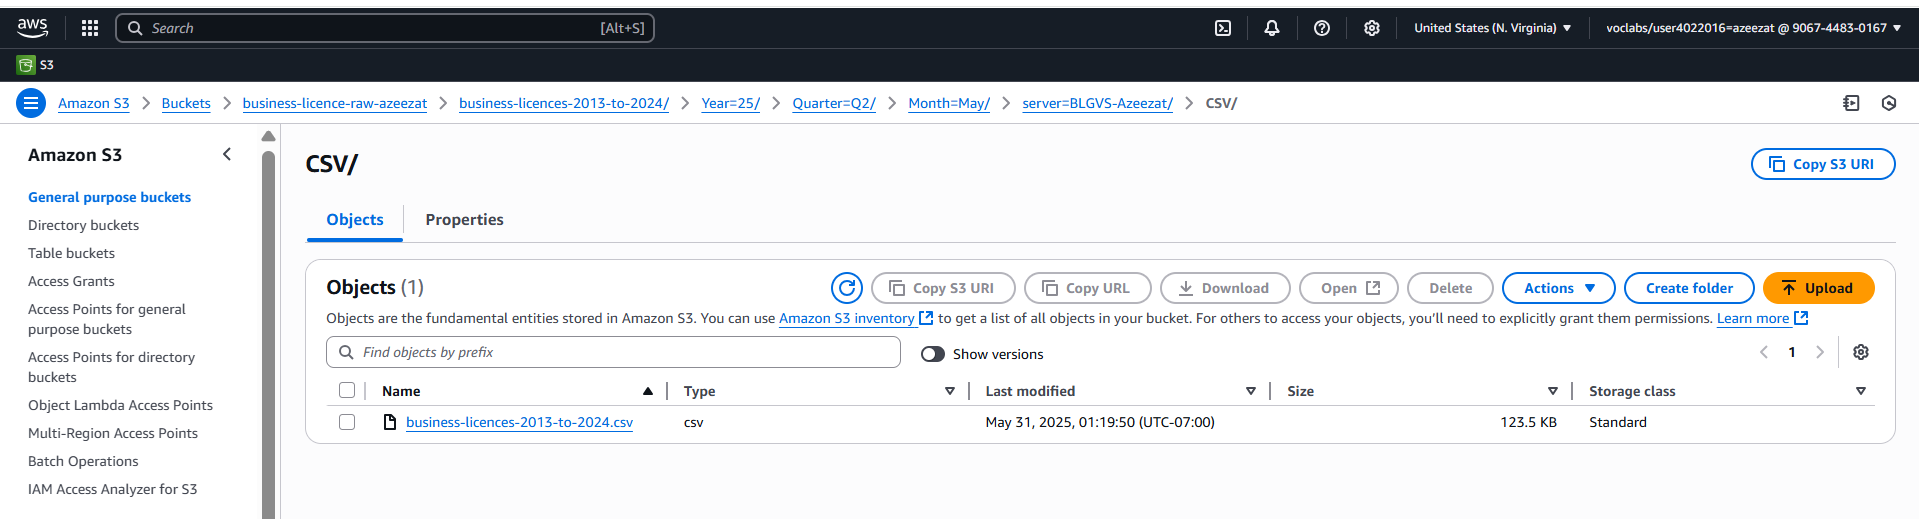 aws Search [Alt+S] United States (N. Virginia) voclabs/user4022016=azeezat @ 9067-4483-0167
S3
Amazon S3 Buckets business-licence-raw-azeezat business-licences-2013-to-2024/ Year=25/ Quarter=Q2/ Month=May/ server=BLGVS-Azeezat/ CSV/
Amazon S3
General purpose buckets
Directory buckets
Table buckets
Access Grants
Access Points for general
purpose buckets
Access Points for directory
buckets
Object Lambda Access Points
Multi-Region Access Points
Batch Operations
IAM Access Analyzer for S3
CSV/
Copy S3 URI
Objects Properties
Objects (1) Copy S3 URI Copy URL Download Open Delete Actions Create folder Upload
Objects are the fundamental entities stored in Amazon S3. You can use Amazon S3 inventory to get a list of all objects in your bucket. For others to access your objects, you’ll need to explicitly grant them permissions. Learn more
Find objects by prefix Show versions 1
Name Type Last modified Size Storage class
business-licences-2013-to-2024.csv csv May 31, 2025, 01:19:50 (UTC-07:00) 123.5 KB Standard